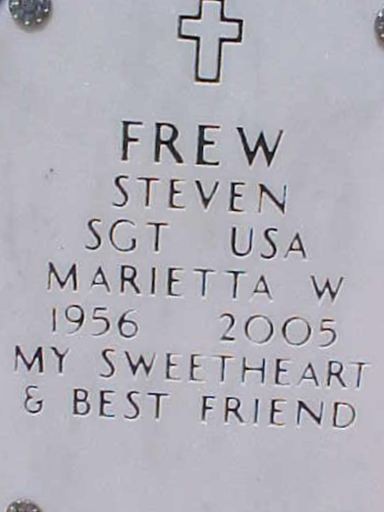 FREW
STEVEN
SGT USA
MARIETTA W
1956 2005
MY SWEETHEART
& BEST FRIEND